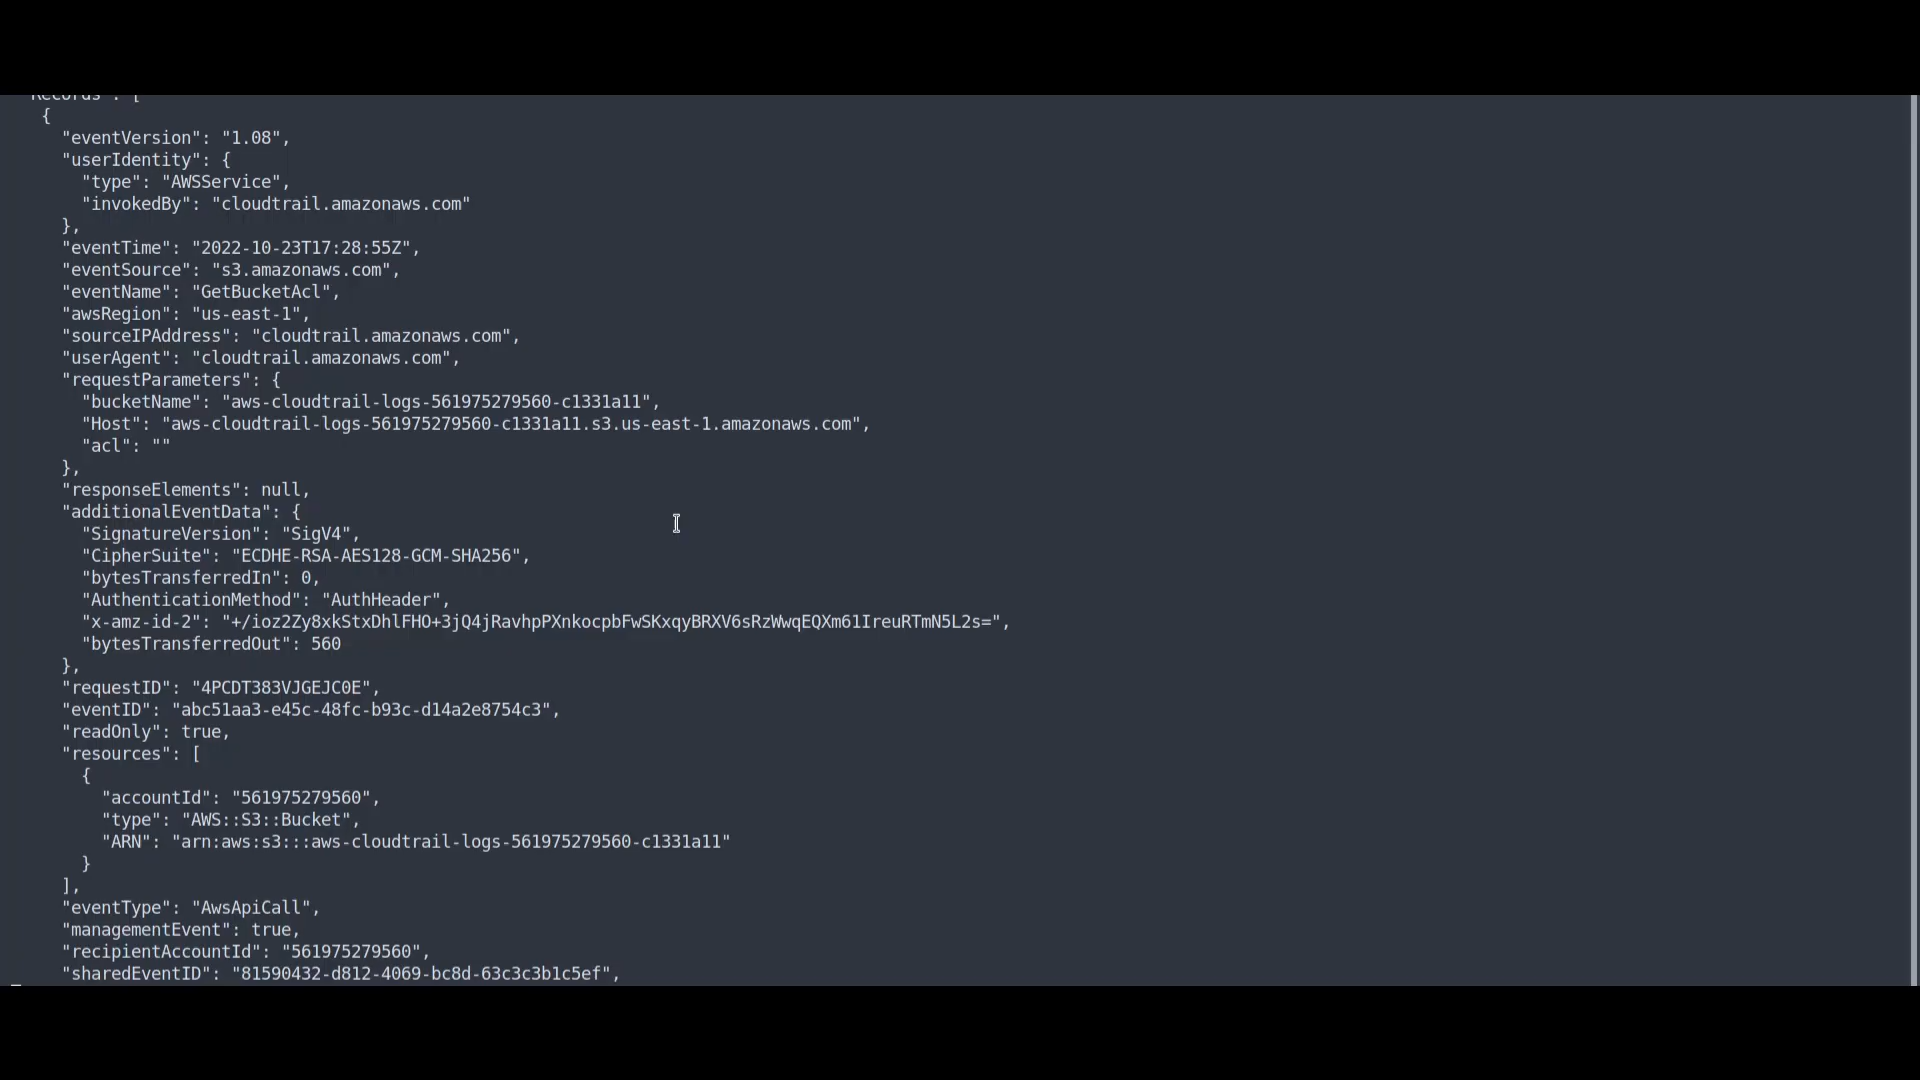 "Records": [
{
"eventVersion": "1.08",
"userIdentity": {
"type": "AWSService",
"invokedBy": "cloudtrail.amazonaws.com"
},
"eventTime": "2022-10-23T17:28:55Z",
"eventSource": "s3.amazonaws.com",
"eventName": "GetBucketAcl",
"awsRegion": "us-east-1",
"sourceIPAddress": "cloudtrail.amazonaws.com",
"userAgent": "cloudtrail.amazonaws.com",
"requestParameters": {
"bucketName": "aws-cloudtrail-logs-561975279560-c1331a11",
"Host": "aws-cloudtrail-logs-561975279560-c1331a11.s3.us-east-1.amazonaws.com",
"acl": ""
},
"responseElements": null,
"additionalEventData": {
"SignatureVersion": "SigV4",
"CipherSuite": "ECDHE-RSA-AES128-GCM-SHA256",
"bytesTransferredIn": 0,
"AuthenticationMethod": "AuthHeader",
"x-amz-id-2": "+/ioz2Zy8xkStxDhlFHO+3jQ4jRavhpPXnkocpbFwSKxqyBRXV6sRzWwqEQXm61IreuRTmN5L2s=",
"bytesTransferredOut": 560
},
"requestID": "4PCDT383VJGEJC0E",
"eventID": "abc51aa3-e45c-48fc-b93c-d14a2e8754c3",
"readOnly": true,
"resources": [
{
"accountId": "561975279560",
"type": "AWS::S3::Bucket",
"ARN": "arn:aws:s3:::aws-cloudtrail-logs-561975279560-c1331a11"
}
],
"eventType": "AwsApiCall",
"managementEvent": true,
"recipientAccountId": "561975279560",
"sharedEventID": "81590432-d812-4069-bc8d-63c3c3b1c5ef",